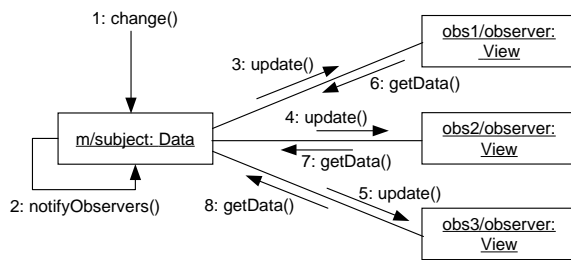 1: change()
obs1/observer:
View
3: update()
6: getData()
4: update()
m/subject: Data
obs2/observer:
View
7: getData()
5: update()
2: notifyObservers()
8: getData()
obs3/observer:
View